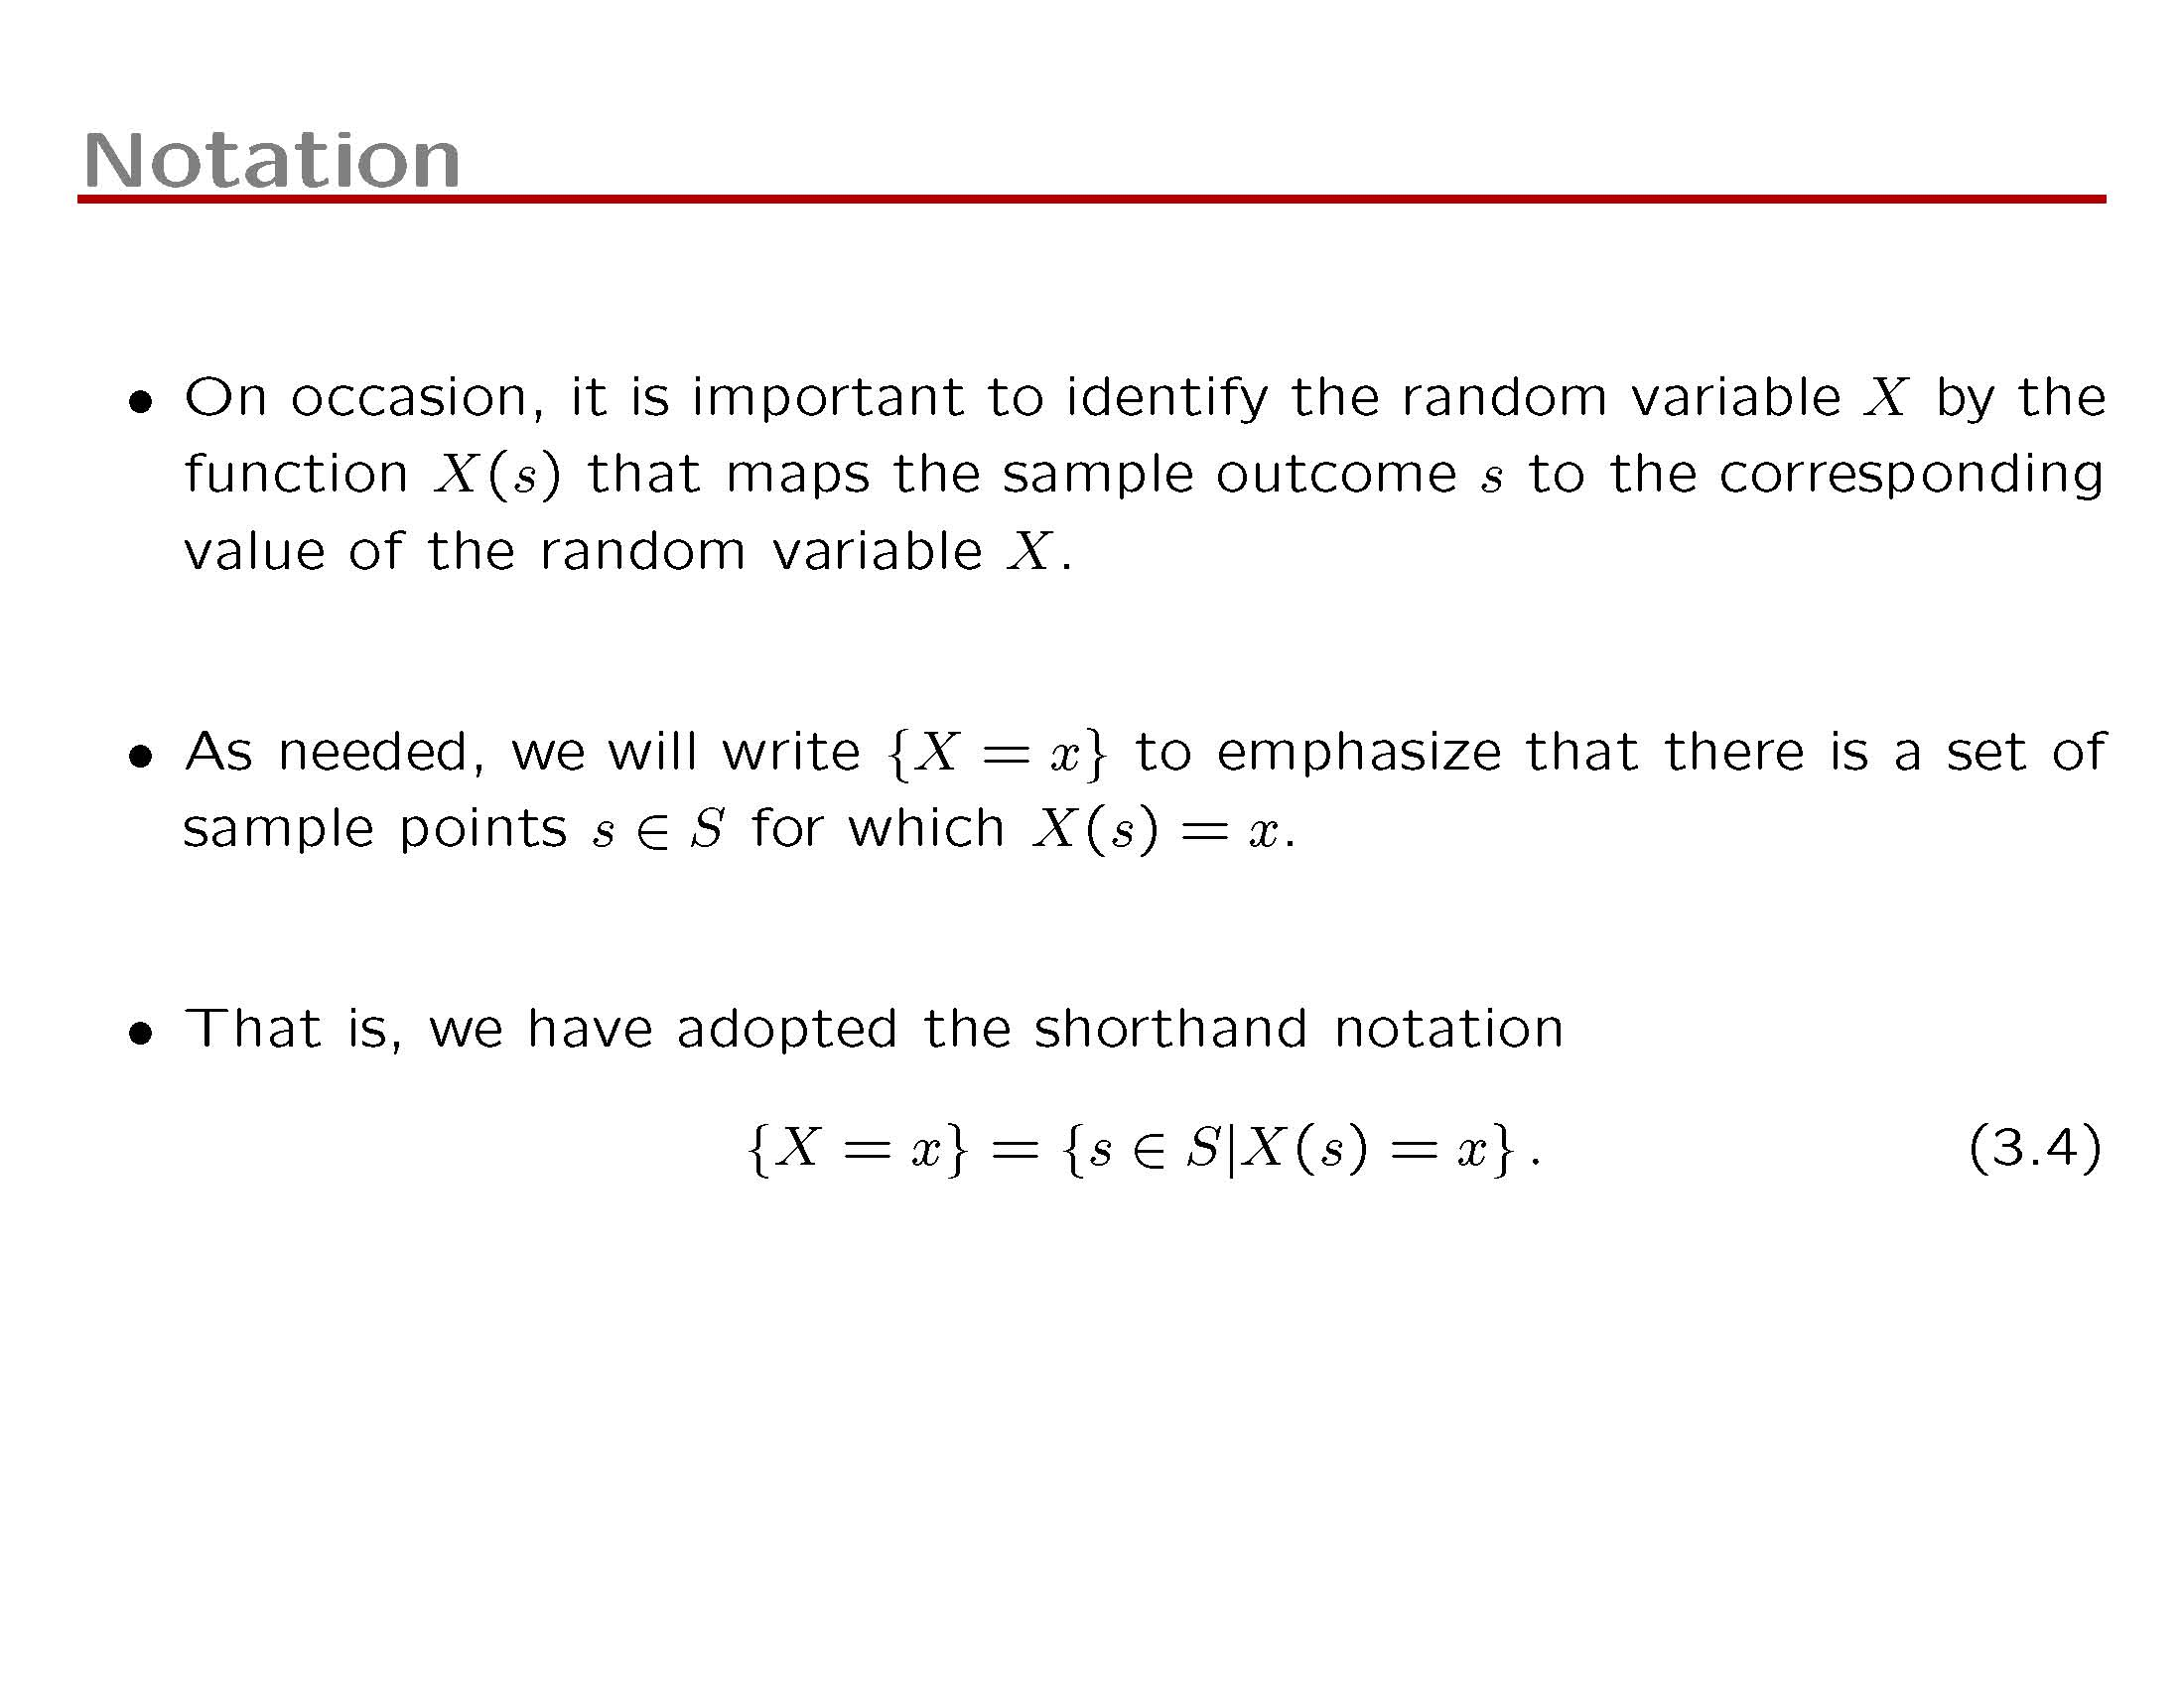 Notation
• On occasion, it is important to identify the random variable X by the
function X(s) that maps the sample outcome s to the corresponding
value of the random variable X.
• As needed, we will write {X = x} to emphasize that there is a set of
sample points s ∈ S for which X(s) = x.
• That is, we have adopted the shorthand notation
{X = x} = {s ∈ S|X(s) = x} . (3.4)